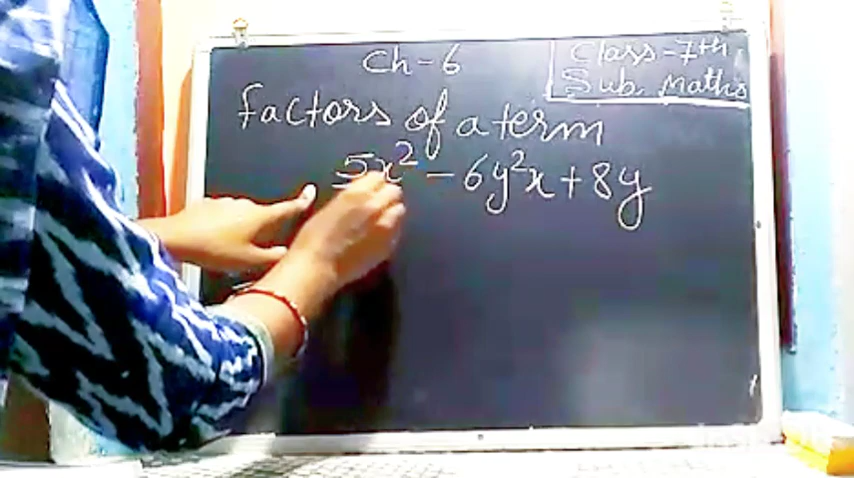 Ch-6
Class-7th
Sub. Maths
factors of a term
5x² - 6y²x + 8y